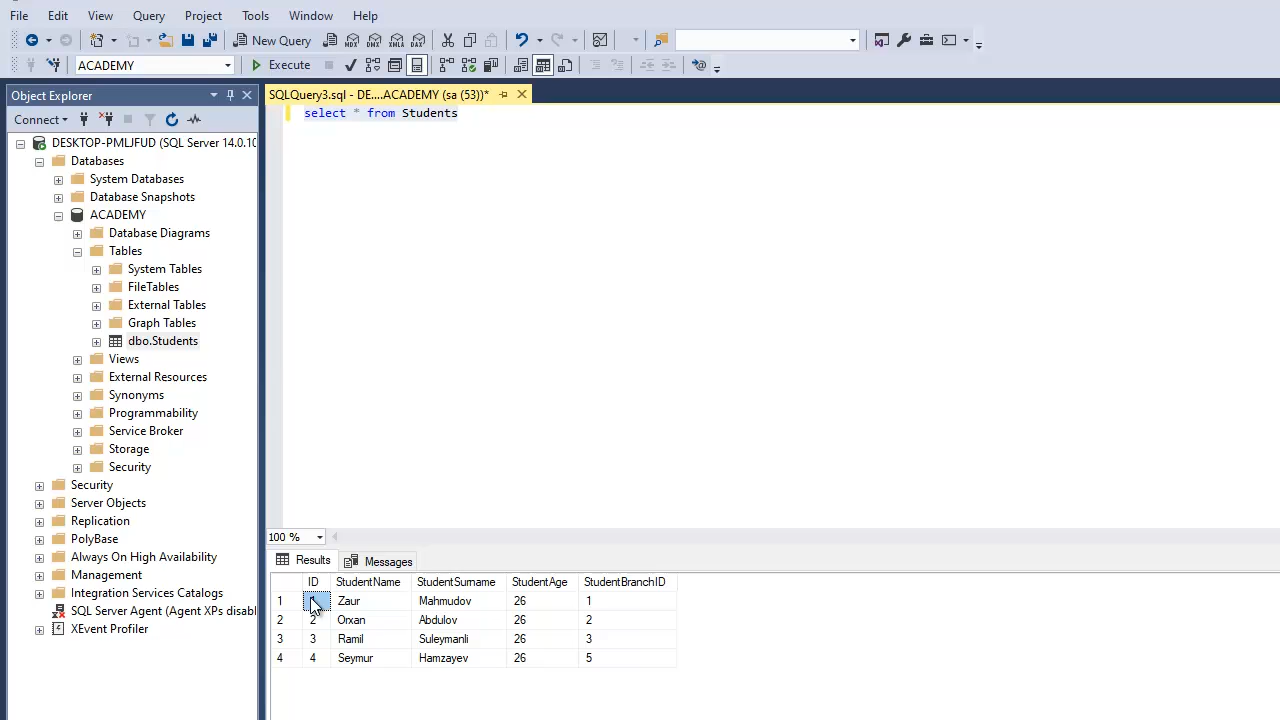 File Edit View Query Project Tools Window Help
New Query MDX DMX XMLA DAX
ACADEMY Execute
Object Explorer
SQLQuery3.sql - DE....ACADEMY (sa (53))*
Connect
select * from Students
DESKTOP-PMLJFUD (SQL Server 14.0.10
Databases
System Databases
Database Snapshots
ACADEMY
Database Diagrams
Tables
System Tables
FileTables
External Tables
Graph Tables
dbo.Students
Views
External Resources
Synonyms
Programmability
Service Broker
Storage
Security
Security
Server Objects
Replication
PolyBase
Always On High Availability
Management
Integration Services Catalogs
SQL Server Agent (Agent XPs disabl
XEvent Profiler
100 %
Results Messages
ID StudentName StudentSurname StudentAge StudentBranchID
1 1 Zaur Mahmudov 26 1
2 2 Orxan Abdulov 26 2
3 3 Ramil Suleymanli 26 3
4 4 Seymur Hamzayev 26 5